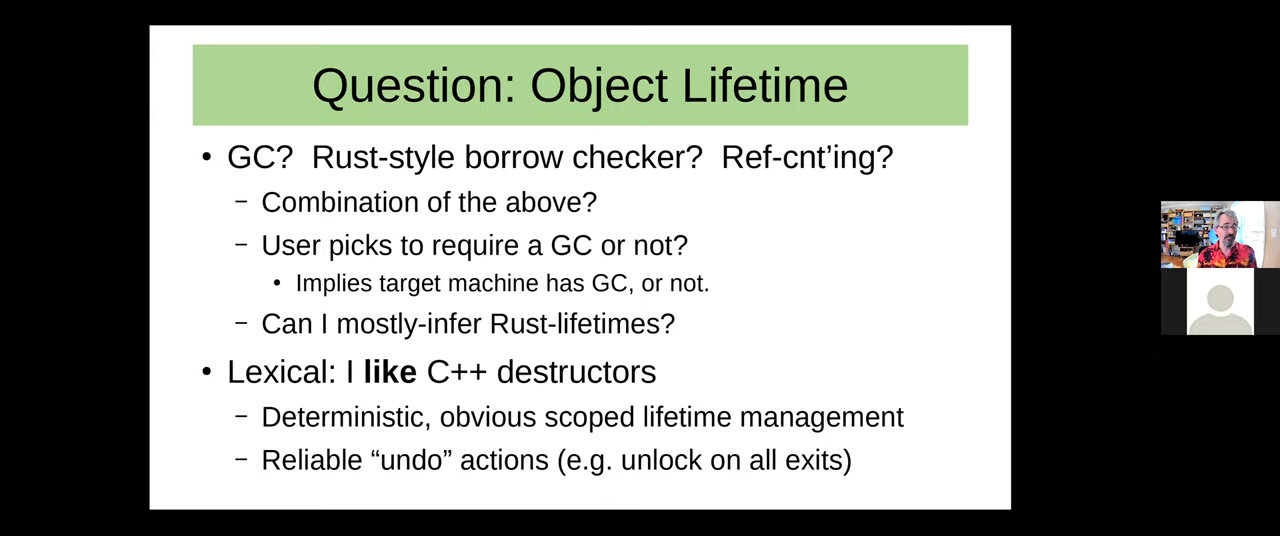 Question: Object Lifetime
• GC? Rust-style borrow checker? Ref-cnt’ing?
– Combination of the above?
– User picks to require a GC or not?
• Implies target machine has GC, or not.
– Can I mostly-infer Rust-lifetimes?
• Lexical: I like C++ destructors
– Deterministic, obvious scoped lifetime management
– Reliable “undo” actions (e.g. unlock on all exits)